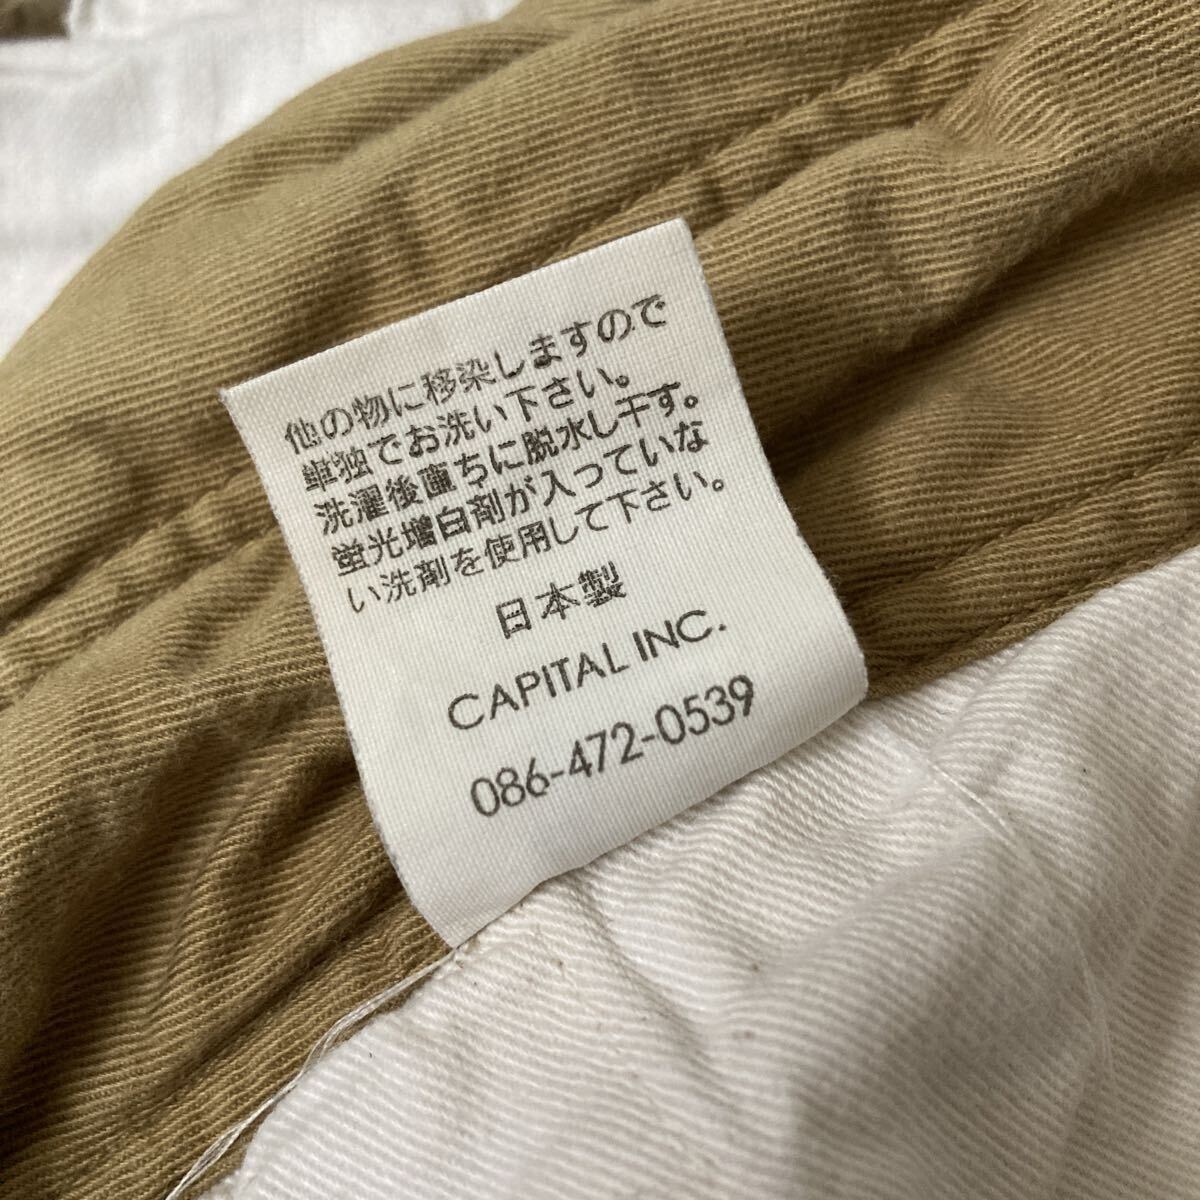 他の物に移染しますので
単独でお洗い下さい。
洗濯後直ちに脱水し干す。
蛍光増白剤が入っていな
い洗剤を使用して下さい。
日本製
CAPITAL INC.
086-472-0539